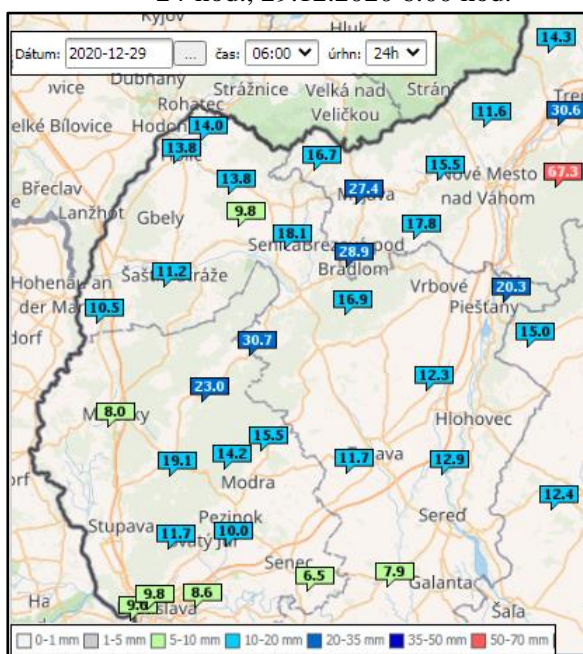 24 hod., 29.12.2020 6:00 hod.
Kyjov
Hluk
14.3
Dátum: 2020-12-29 ... čas: 06:00 úhrn: 24h
Dubňany Strážnice Velká nad Strán
Rohatec Veličkou
11.6 30.6
elké Bílovice Hodon 14.0
13.8 16.7 15.5 67.3
Břeclav 13.8 27.4 Nové Mesto
Lanžhot Gbely 9.8 nad Váhom
18.1 17.8
Senica Brezová pod
28.9
Bradlom
Hohenau an 11.2
der Mar 10.5 16.9 Vrbové 20.3
Piešťany
15.0
30.7
23.0 12.3
8.0 Hlohovec
15.5
19.1 14.2 11.7 12.9
Modra 12.4
Stupava Pezinok Sereď
11.7 10.0
Svätý Jur
Senec
6.5 7.9
9.8 8.6 Galanta
Ha Šaľa
0-1 mm 1-5 mm 5-10 mm 10-20 mm 20-35 mm 35-50 mm 50-70 mm